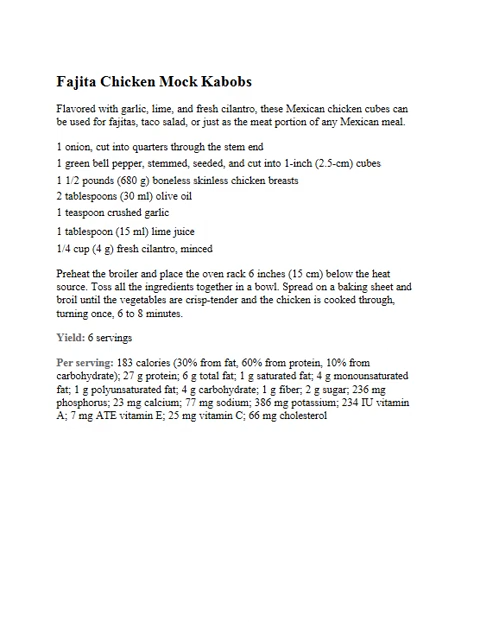 Fajita Chicken Mock Kabobs
Flavored with garlic, lime, and fresh cilantro, these Mexican chicken cubes can
be used for fajitas, taco salad, or just as the meat portion of any Mexican meal.
1 onion, cut into quarters through the stem end
1 green bell pepper, stemmed, seeded, and cut into 1-inch (2.5-cm) cubes
1 1/2 pounds (680 g) boneless skinless chicken breasts
2 tablespoons (30 ml) olive oil
1 teaspoon crushed garlic
1 tablespoon (15 ml) lime juice
1/4 cup (4 g) fresh cilantro, minced
Preheat the broiler and place the oven rack 6 inches (15 cm) below the heat
source. Toss all the ingredients together in a bowl. Spread on a baking sheet and
broil until the vegetables are crisp-tender and the chicken is cooked through,
turning once, 6 to 8 minutes.
Yield: 6 servings
Per serving: 183 calories (30% from fat, 60% from protein, 10% from
carbohydrate); 27 g protein; 6 g total fat; 1 g saturated fat; 4 g monounsaturated
fat; 1 g polyunsaturated fat; 4 g carbohydrate; 1 g fiber; 2 g sugar; 236 mg
phosphorus; 23 mg calcium; 77 mg sodium; 386 mg potassium; 234 IU vitamin
A; 7 mg ATE vitamin E; 25 mg vitamin C; 66 mg cholesterol